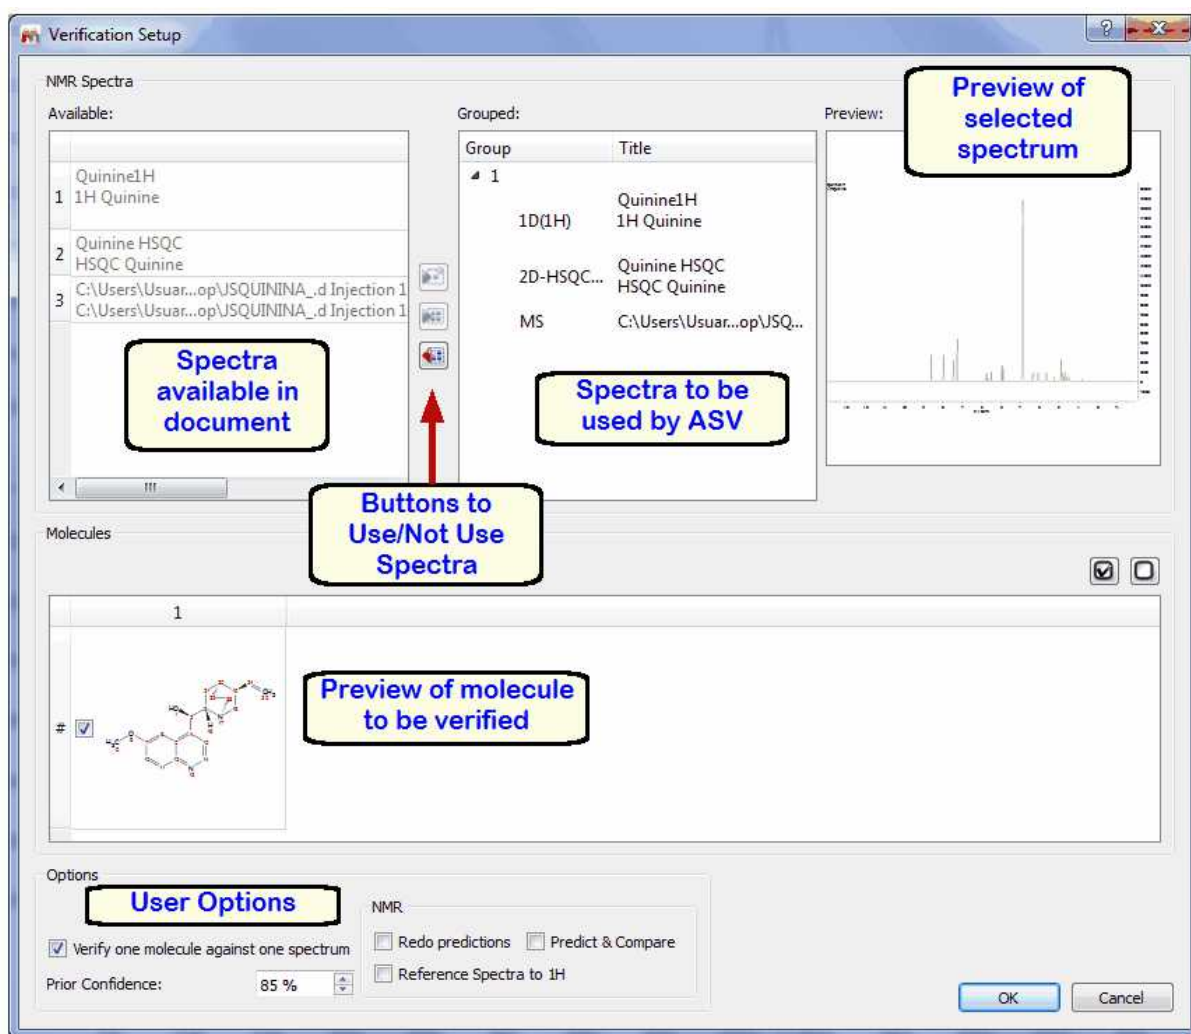 Verification Setup
NMR Spectra
Available:
1
Quinine1H
1H Quinine
2
Quinine HSQC
HSQC Quinine
3
C:\Users\Usuar...op\JSQUININA_.d Injection 1
C:\Users\Usuar...op\JSQUININA_.d Injection 1
Spectra
available in
document
Buttons to
Use/Not Use
Spectra
Grouped:
Group Title
1
1D(1H)
Quinine1H
1H Quinine
2D-HSQC...
Quinine HSQC
HSQC Quinine
MS C:\Users\Usuar...op\JSQ...
Spectra to be
used by ASV
Preview:
Preview of
selected
spectrum
Molecules
1
#
HO
H3C
N
CH2
Preview of molecule
to be verified
Options
User Options
Verify one molecule against one spectrum
Prior Confidence: 85 %
NMR
Redo predictions Predict & Compare
Reference Spectra to 1H
OK Cancel